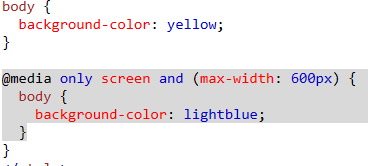 body {
  background-color: yellow;
}
@media only screen and (max-width: 600px) {
  body {
    background-color: lightblue;
  }
}